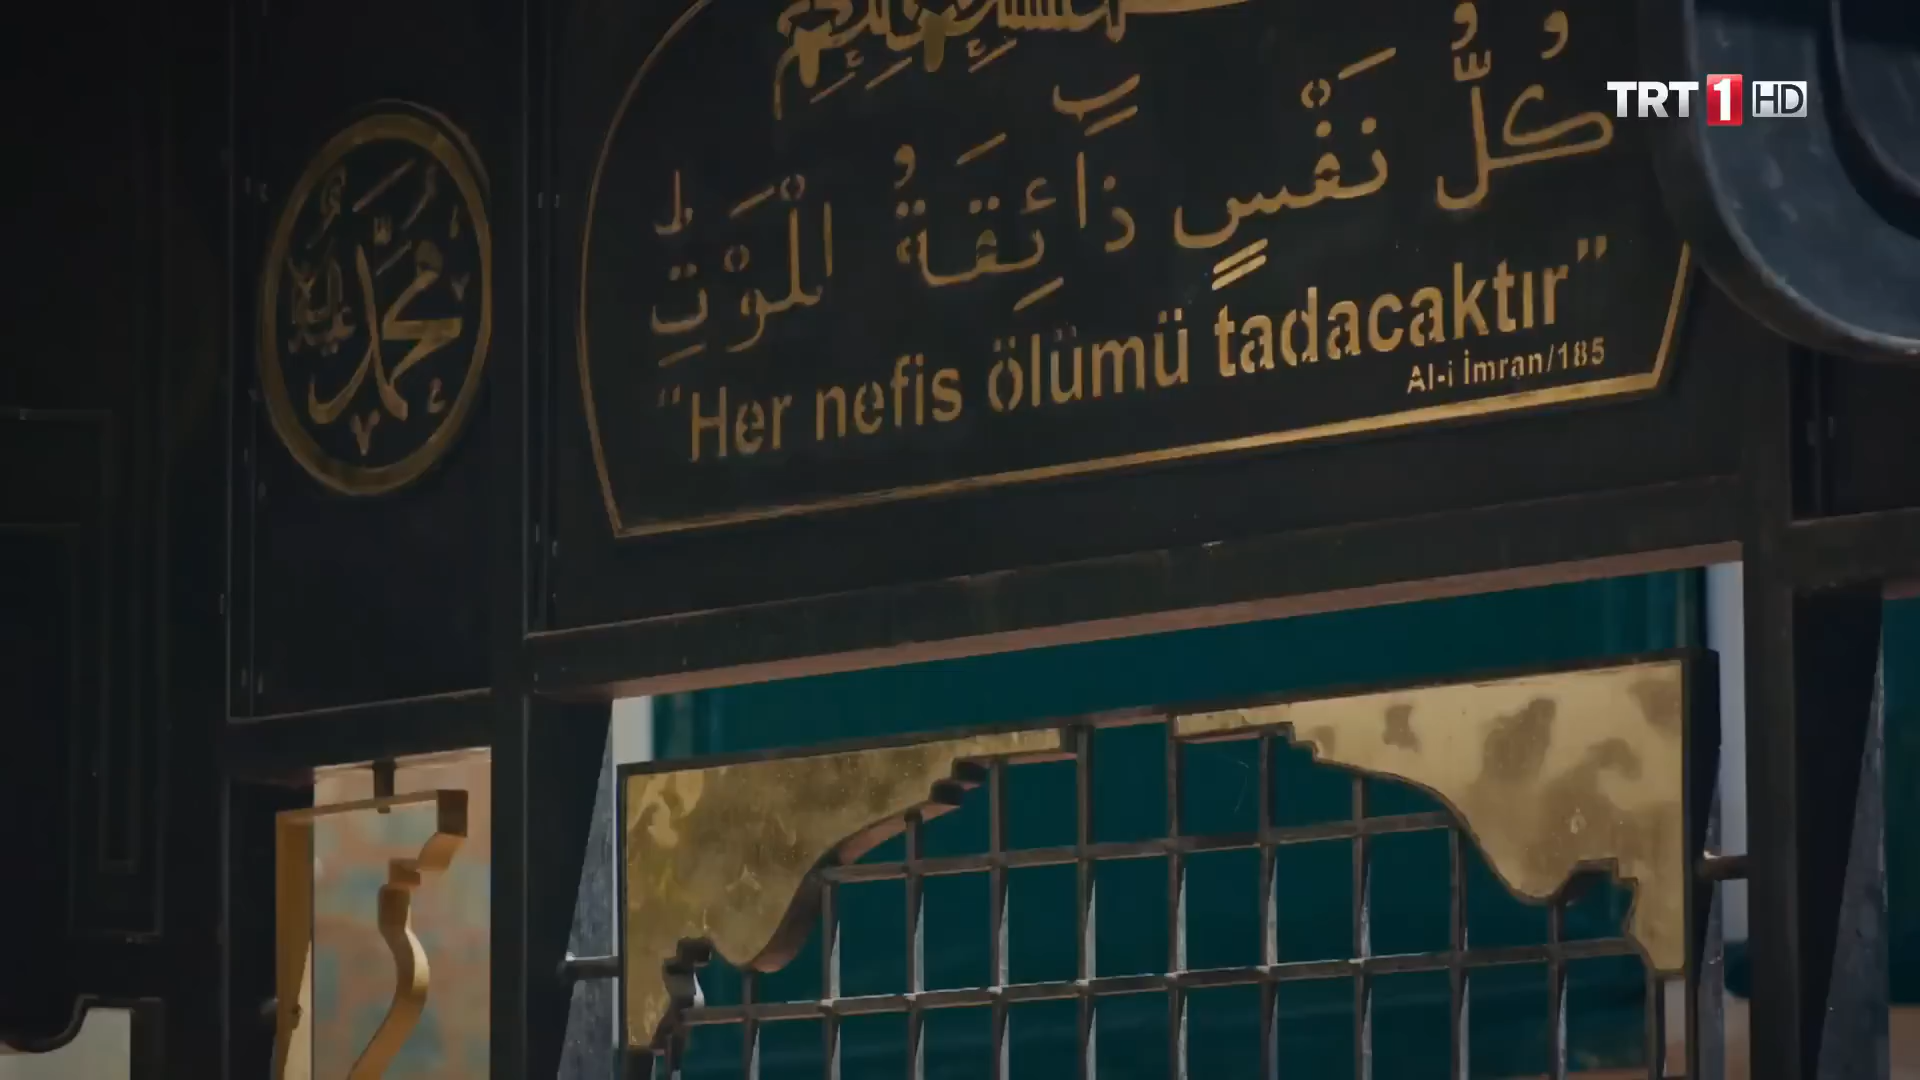 TRT 1 HD
محمد
كُلُّ نَفْسٍ ذَائِقَةُ الْمَوْتِ
"Her nefis ölümü tadacaktır"
Al-i İmran/185